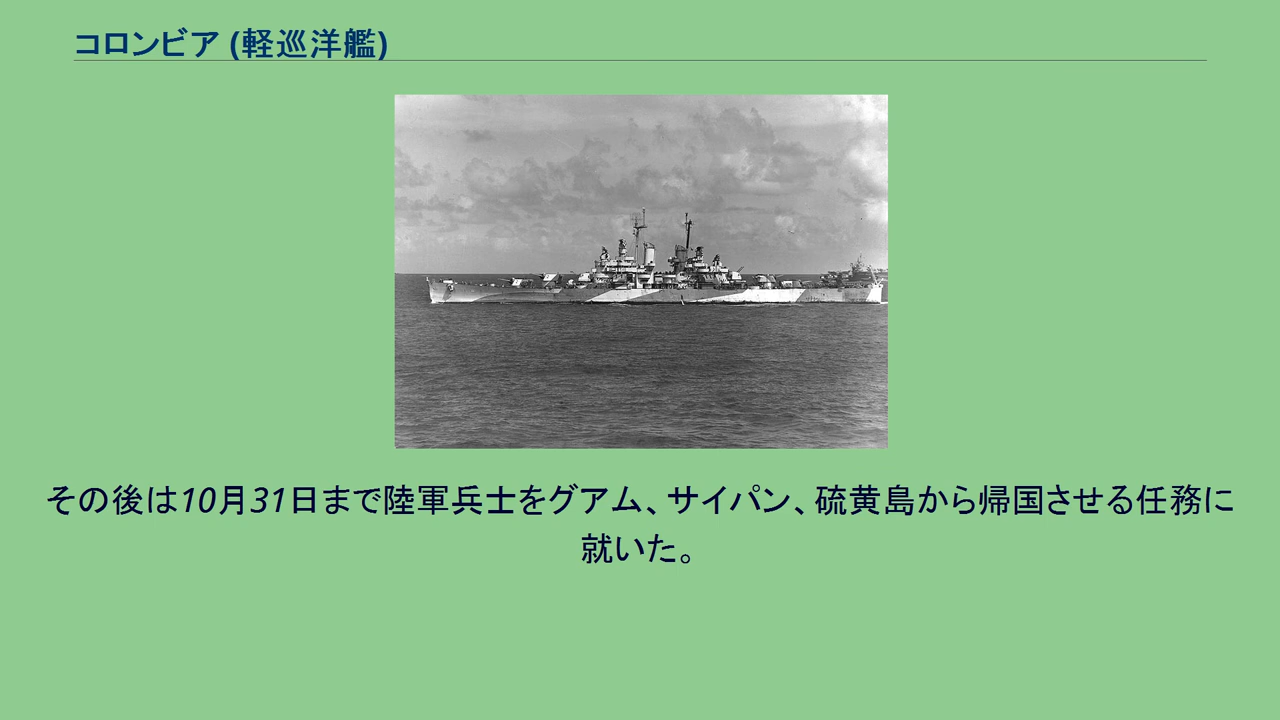 コロンビア (軽巡洋艦)
その後は10月31日まで陸軍兵士をグアム、サイパン、硫黄島から帰国させる任務に
就いた。